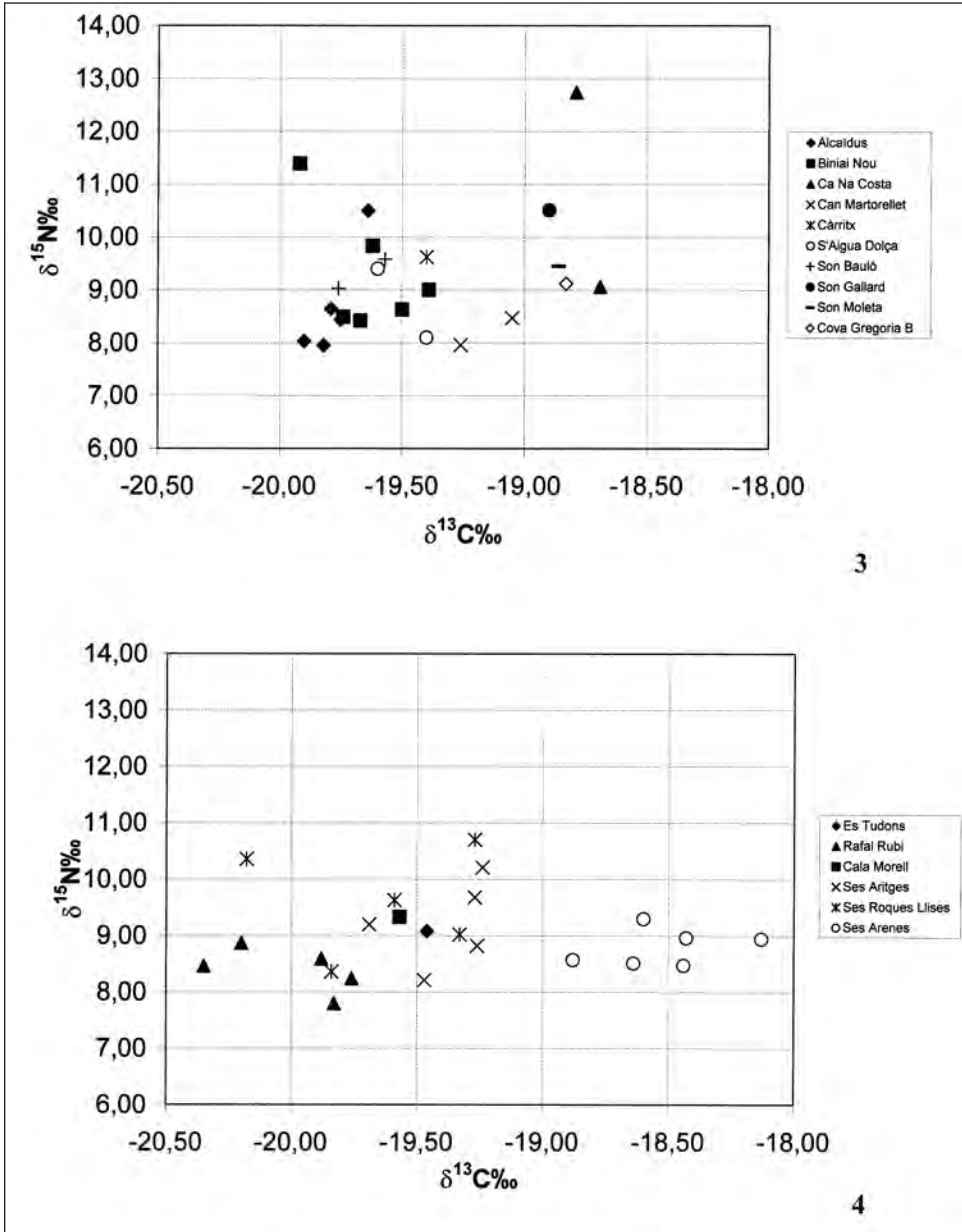 14,00
13,00
12,00
11,00
10,00
9,00
8,00
7,00
6,00
δ15N‰
-20,50 -20,00 -19,50 -19,00 -18,50 -18,00
δ13C‰
Alcaïdus
Biniai Nou
Ca Na Costa
Can Martorellet
Càrritx
S'Aigua Dolça
Son Bauló
Son Gallard
Son Moleta
Cova Gregoria B
3
14,00
13,00
12,00
11,00
10,00
9,00
8,00
7,00
6,00
δ15N‰
-20,50 -20,00 -19,50 -19,00 -18,50 -18,00
δ13C‰
Es Tudons
Rafal Rubi
Cala Morell
Ses Aritges
Ses Roques Llises
Ses Arenes
4